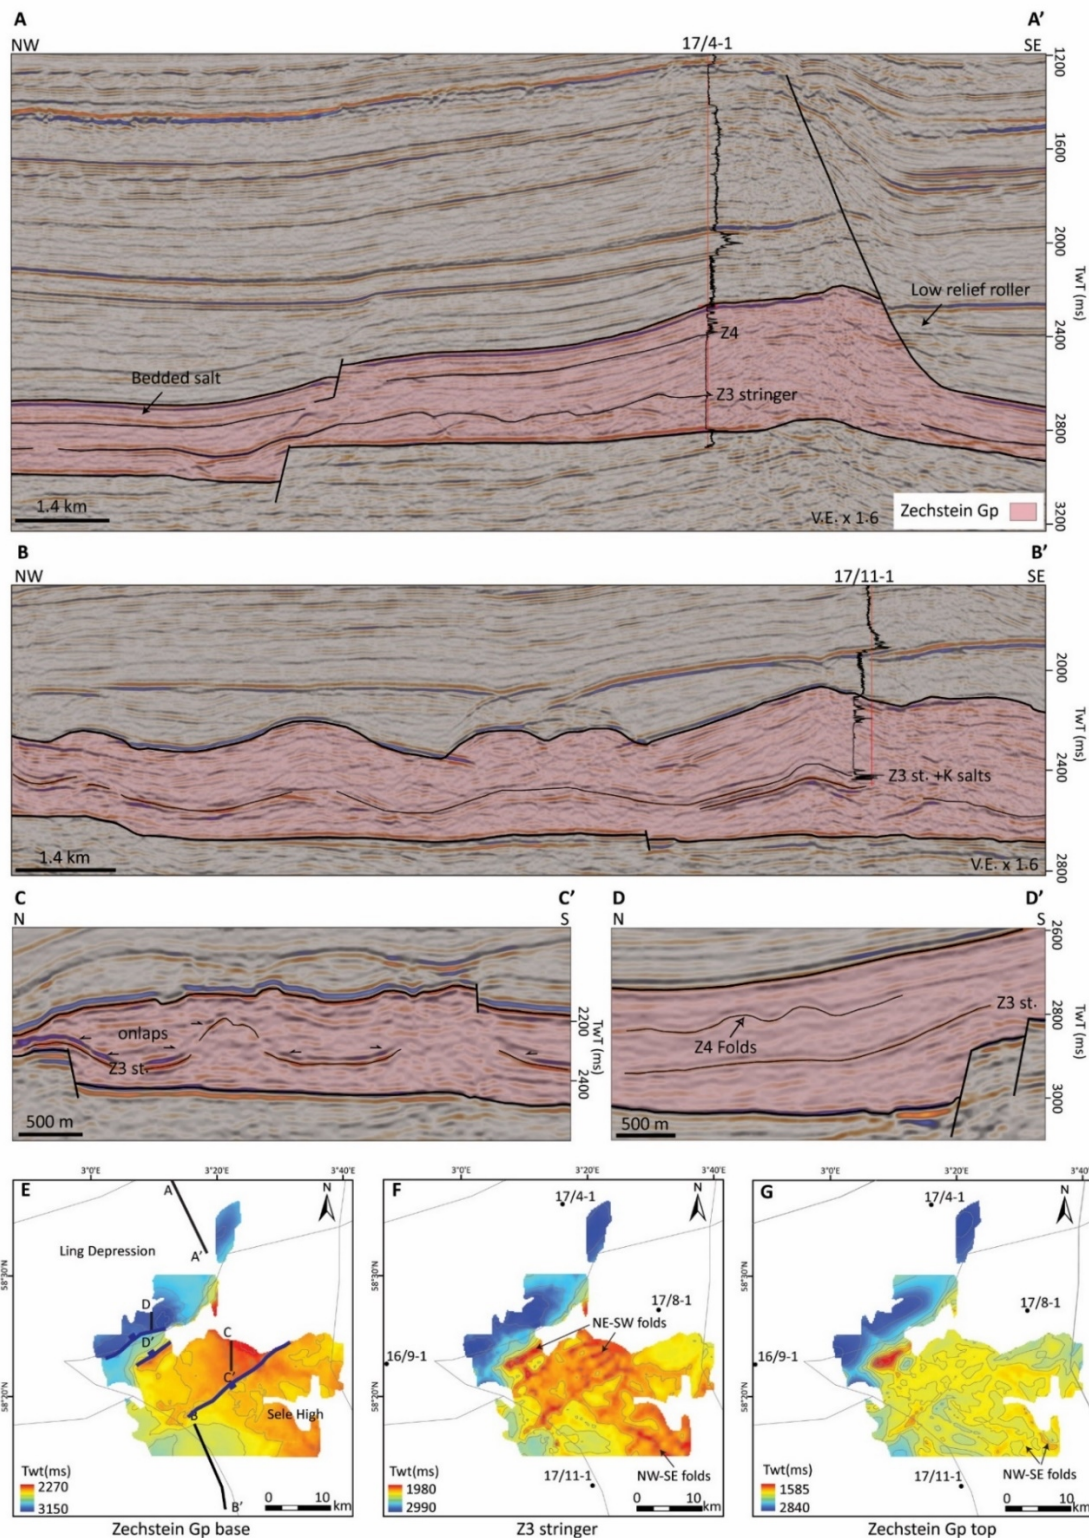 A
A’
NW
17/4-1
SE
1200
1600
2000
TwT (ms)
Low relief roller
2400
Z4
Bedded salt
Z3 stringer
2800
1.4 km
V.E. x 1.6
Zechstein Gp
3200
B
B’
NW
17/11-1
SE
2000
TwT (ms)
2400
Z3 st. +K salts
1.4 km
V.E. x 1.6
2800
C
C’
N
S
onlaps
Z3 st.
2200
TwT (ms)
2400
500 m
D
D’
N
S
2600
Z3 st.
2800
TwT (ms)
Z4 Folds
3000
500 m
3°0'E
3°20'E
3°40'E
E
A
N
Ling Depression
A’
58°30'N
D
D’
C
C’
58°20'N
B
Sele High
B’
Twt(ms)
2270
3150
0
10
km
Zechstein Gp base
3°0'E
3°20'E
3°40'E
F
17/4-1
N
58°30'N
17/8-1
NE-SW folds
16/9-1
58°20'N
NW-SE folds
17/11-1
Twt(ms)
1980
2990
0
10
km
Z3 stringer
3°0'E
3°20'E
3°40'E
G
17/4-1
N
58°30'N
17/8-1
16/9-1
58°20'N
NW-SE folds
17/11-1
Twt(ms)
1585
2840
0
10
km
Zechstein Gp top